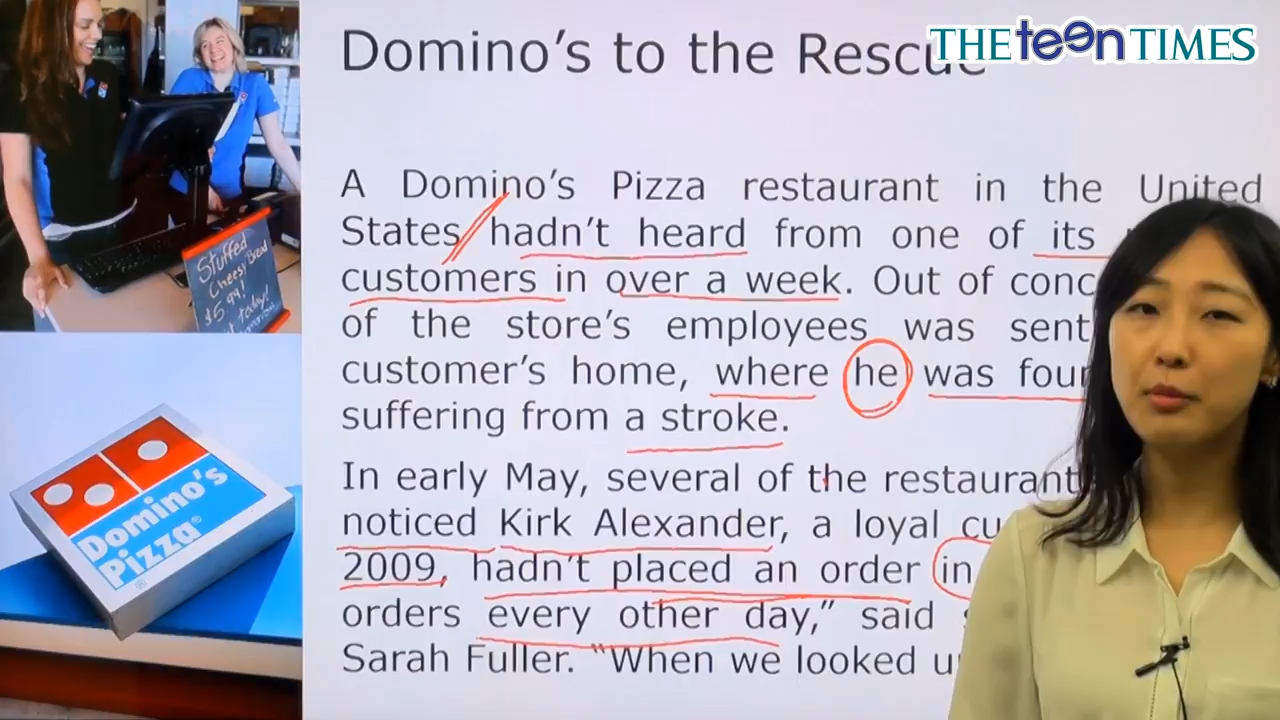 Domino's to the Rescue
THE teen TIMES
A Domino's Pizza restaurant in the United
States hadn't heard from one of its
customers in over a week. Out of
of the store's employees was sent
customer's home, where he was
suffering from a stroke.
In early May, several of the restaurant
noticed Kirk Alexander, a loyal
2009, hadn't placed an order in
orders every other day,” said
Sarah Fuller. “When we looked
Stuffed
Cheesy Bread
$5.99!
today!
Domino's
Pizza®
®